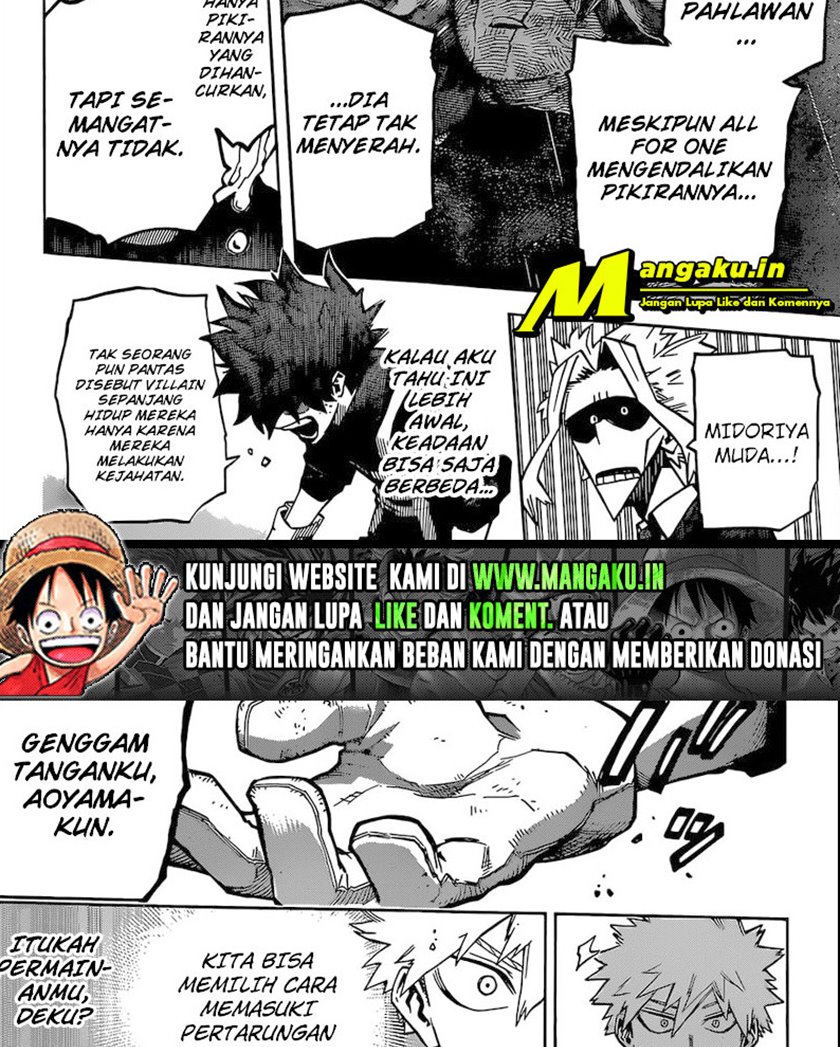 PAHLAWAN
...
MESKIPUN ALL
FOR ONE
MENGENDALIKAN
PIKIRANNYA...
...DIA
TETAP TAK
MENYERAH.
HANYA
PIKI-
RANNYA
YANG
DIHAN-
CURKAN,
TAPI SE-
MANGAT-
NYA TIDAK.
Mangaku.in
Jangan Lupa Like dan Komennya
MIDORIYA
MUDA...!
KALAU AKU
TAHU INI
LEBIH
AWAL,
KEADAAN
BISA SAJA
BERBEDA...
TAK SEORANG
PUN PANTAS
DISEBUT VILLAIN
SEPANJANG
HIDUP MEREKA
HANYA KARENA
MEREKA
MELAKUKAN
KEJAHATAN.
KUNJUNGI WEBSITE KAMI DI WWW.MANGAKU.IN
DAN JANGAN LUPA LIKE DAN KOMENT. ATAU
BANTU MERINGANKAN BEBAN KAMI DENGAN MEMBERIKAN DONASI
GENGGAM
TANGANKU,
AOYAMA-
KUN.
KITA BISA
MEMILIH CARA
MEMASUKI
PERTARUNGAN
ITUKAH
PERMAIN-
ANMU,
DEKU?